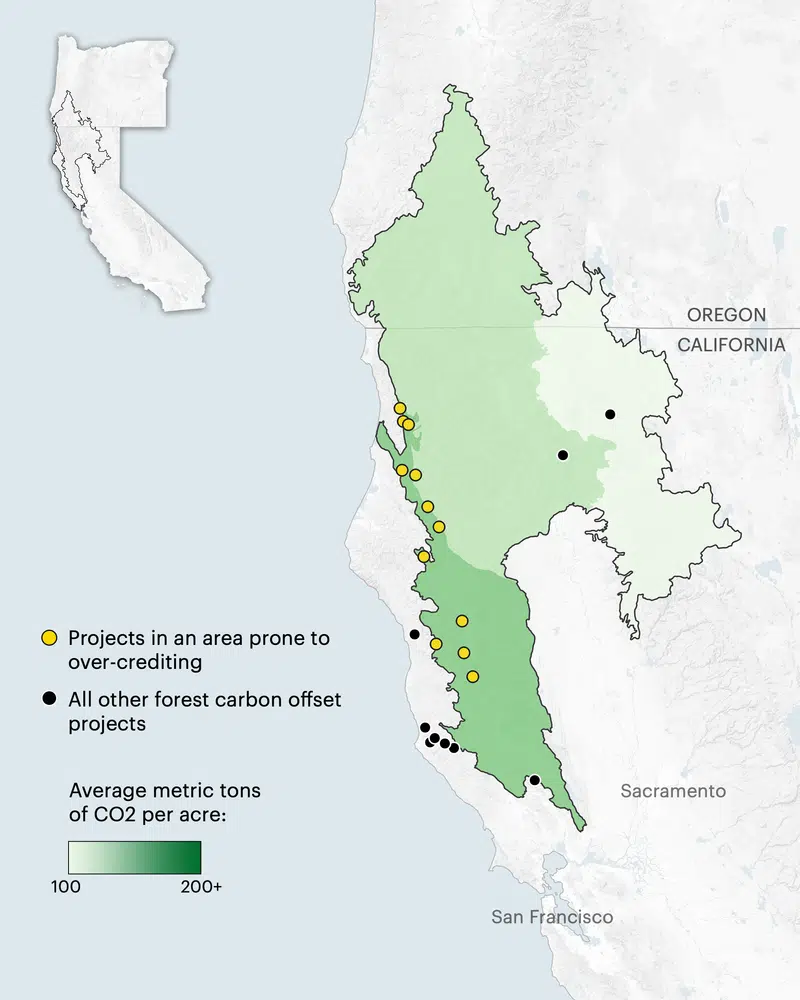 OREGON
CALIFORNIA
Projects in an area prone to
over-crediting
All other forest carbon offset
projects
Average metric tons
of CO2 per acre:
100 200+
Sacramento
San Francisco